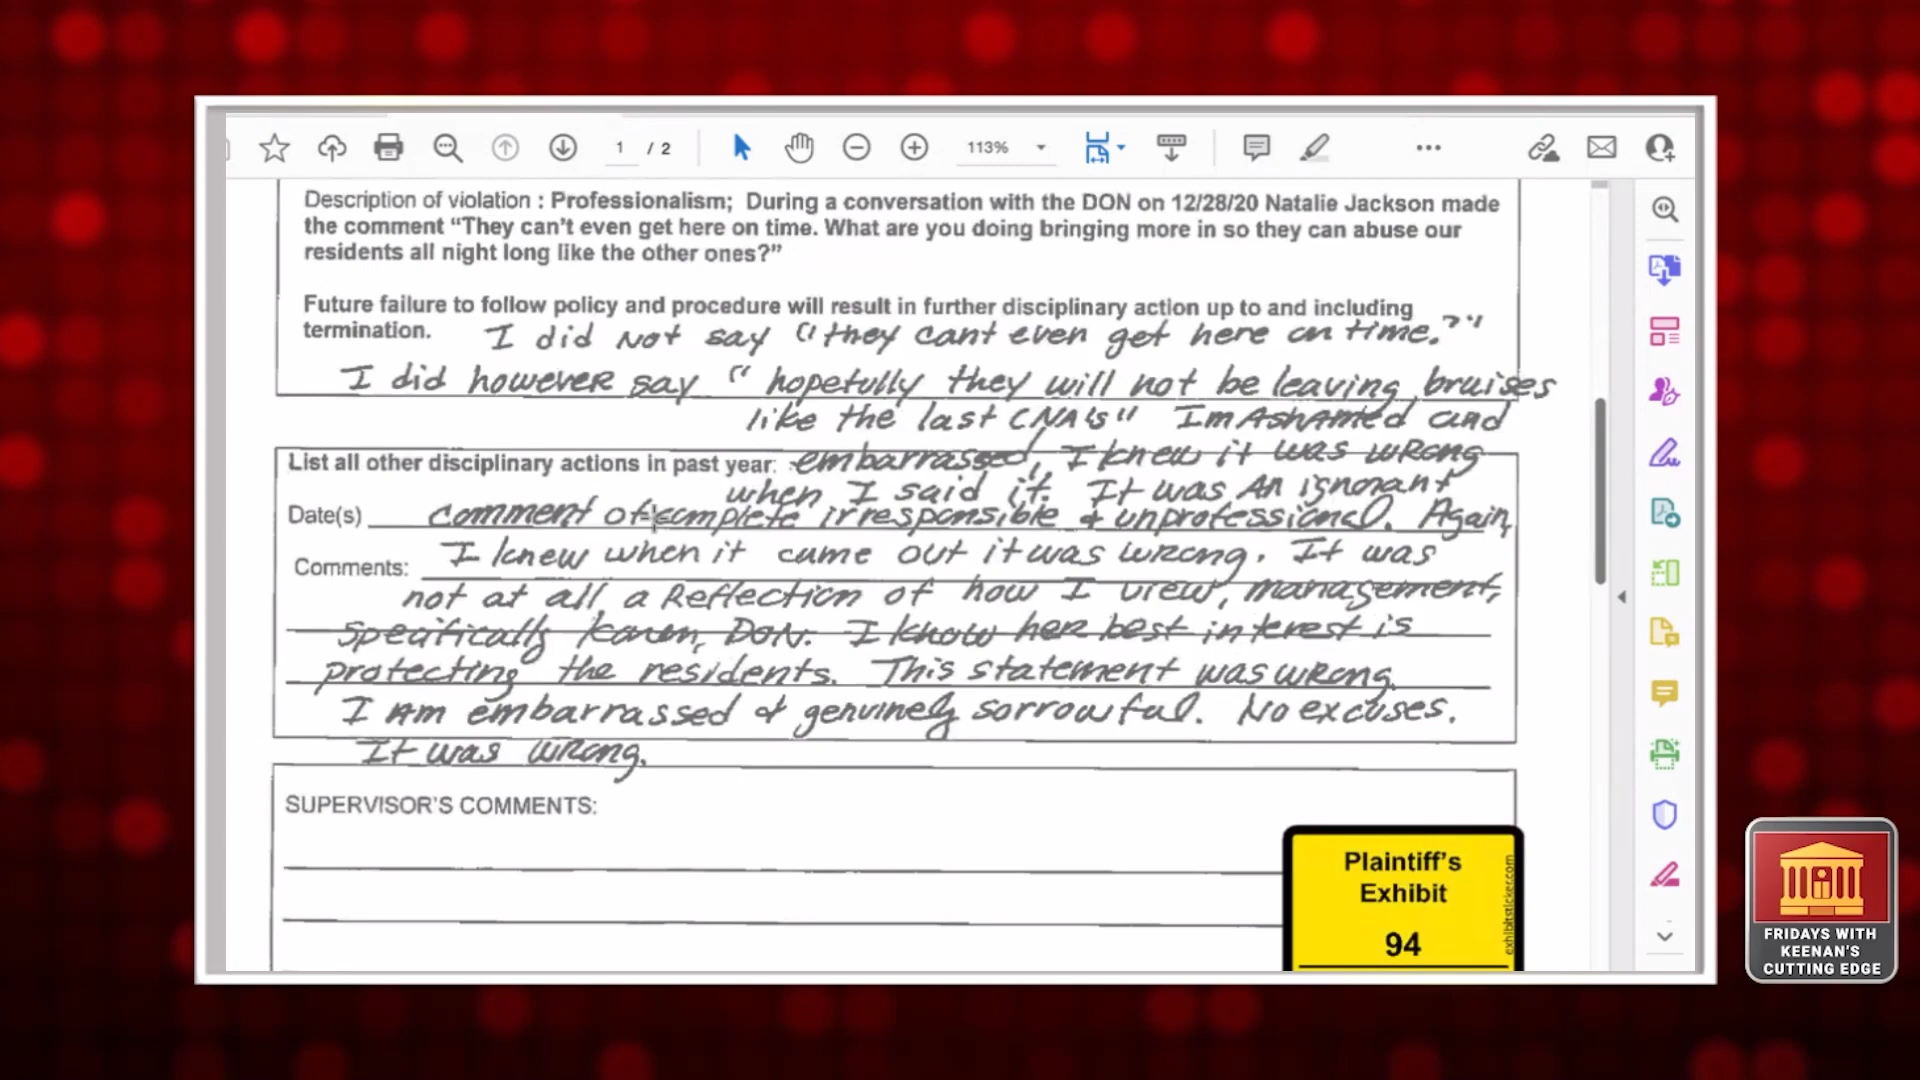 1 / 2
113%
Description of violation : Professionalism; During a conversation with the DON on 12/28/20 Natalie Jackson made
the comment “They can’t even get here on time. What are you doing bringing more in so they can abuse our
residents all night long like the other ones?”
Future failure to follow policy and procedure will result in further disciplinary action up to and including
termination. I did Not say "they cant even get here on time.?"
I did however say " hopefully they will not be leaving bruises
like the last CNA's" Im Ashamed and
List all other disciplinary actions in past year: embarrassed, I knew it was wrong
when I said it. It was An ignorant
Date(s) comment of complete irresponsible & unprofessional. Again,
Comments: I knew when it came out it was wrong. It was
not at all, a Reflection of how I view, management,
specifically Karen, DON. I know her best interest is
protecting the residents. This statement was wrong.
I Am embarrassed & genuinely sorrowful. No excuses.
It was wrong.
SUPERVISOR'S COMMENTS:
Plaintiff’s
Exhibit
94
exhibitsticker.com
FRIDAYS WITH
KEENAN'S
CUTTING EDGE